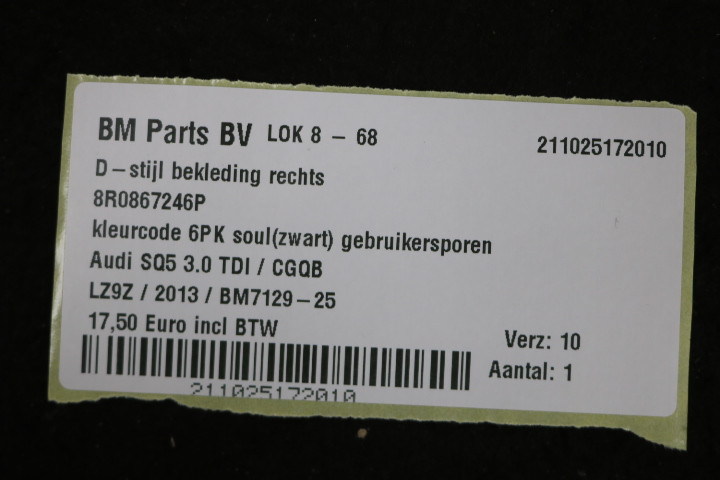 BM Parts BV LOK 8 – 68
211025172010
D–stijl bekleding rechts
8R0867246P
kleurcode 6PK soul(zwart) gebruikersporen
Audi SQ5 3.0 TDI / CGQB
LZ9Z / 2013 / BM7129–25
17,50 Euro incl BTW
Verz: 10
Aantal: 1
211025172010